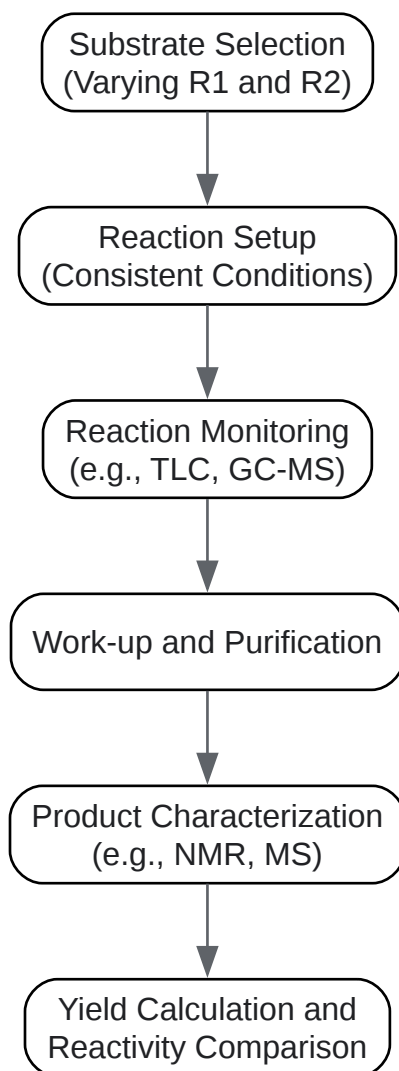 Substrate Selection
(Varying R1 and R2)
Reaction Setup
(Consistent Conditions)
Reaction Monitoring
(e.g., TLC, GC-MS)
Work-up and Purification
Product Characterization
(e.g., NMR, MS)
Yield Calculation and
Reactivity Comparison